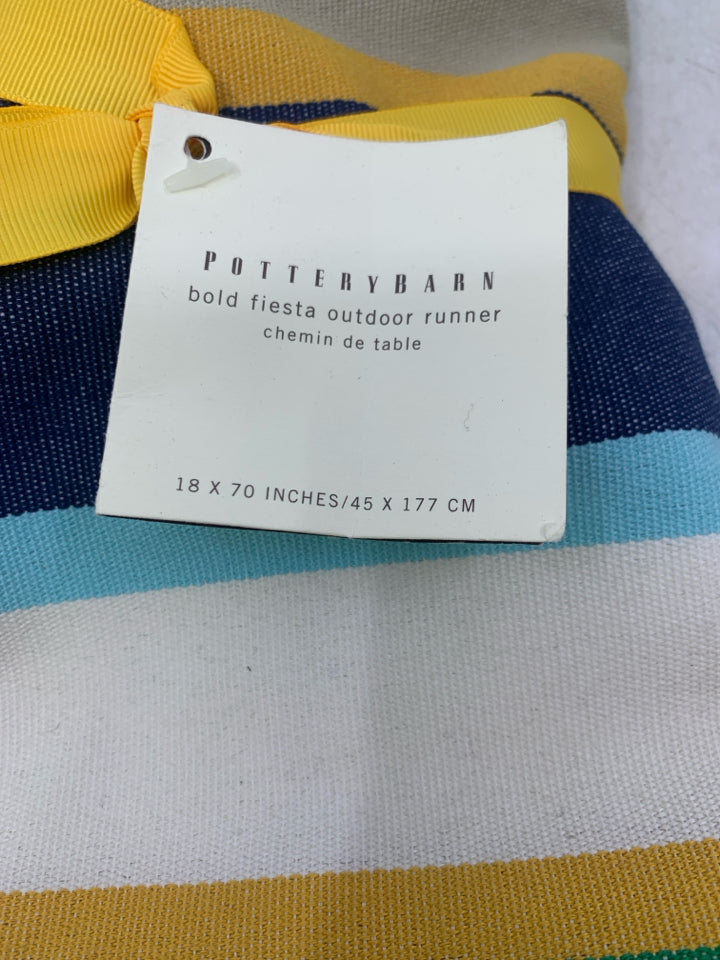 POTTERYBARN
bold fiesta outdoor runner
chemin de table
18 X 70 INCHES/45 X 177 CM